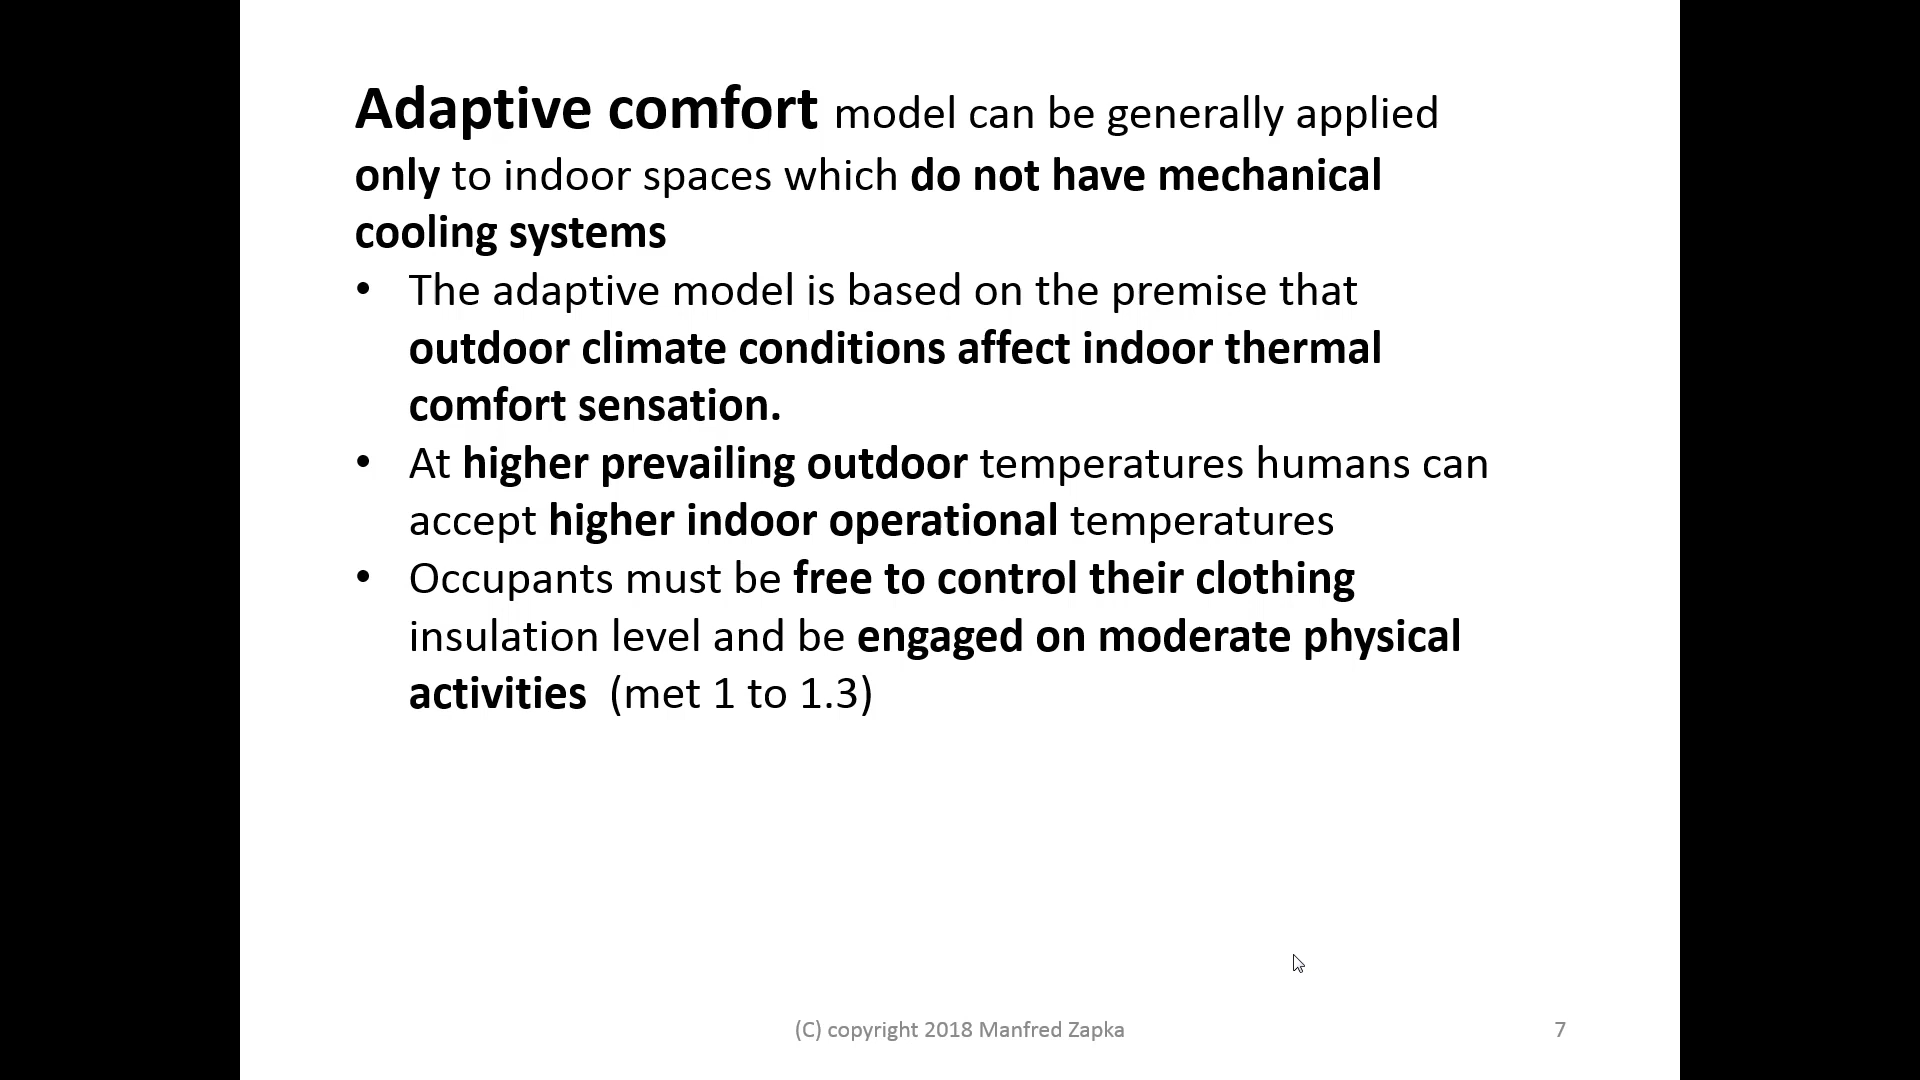 Adaptive comfort model can be generally applied
only to indoor spaces which do not have mechanical
cooling systems
• The adaptive model is based on the premise that
outdoor climate conditions affect indoor thermal
comfort sensation.
• At higher prevailing outdoor temperatures humans can
accept higher indoor operational temperatures
• Occupants must be free to control their clothing
insulation level and be engaged on moderate physical
activities (met 1 to 1.3)
(C) copyright 2018 Manfred Zapka
7